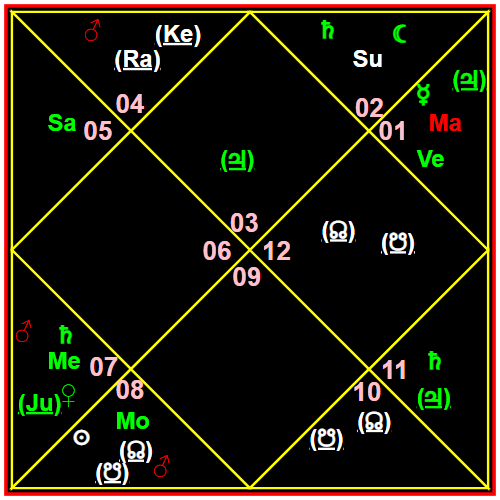 ♂ (Ke) ♄ ☾
(Ra) Su
☿ (♃)
04 02
Sa 05 01 Ma
(♃) Ve
03
(☊) (☋)
06 12
09
♂ ♄
Me 07 11 ♄
08 10
(Ju) ♀ (♃)
Mo (☊)
☉ (☊) (☋)
(☋) ♂